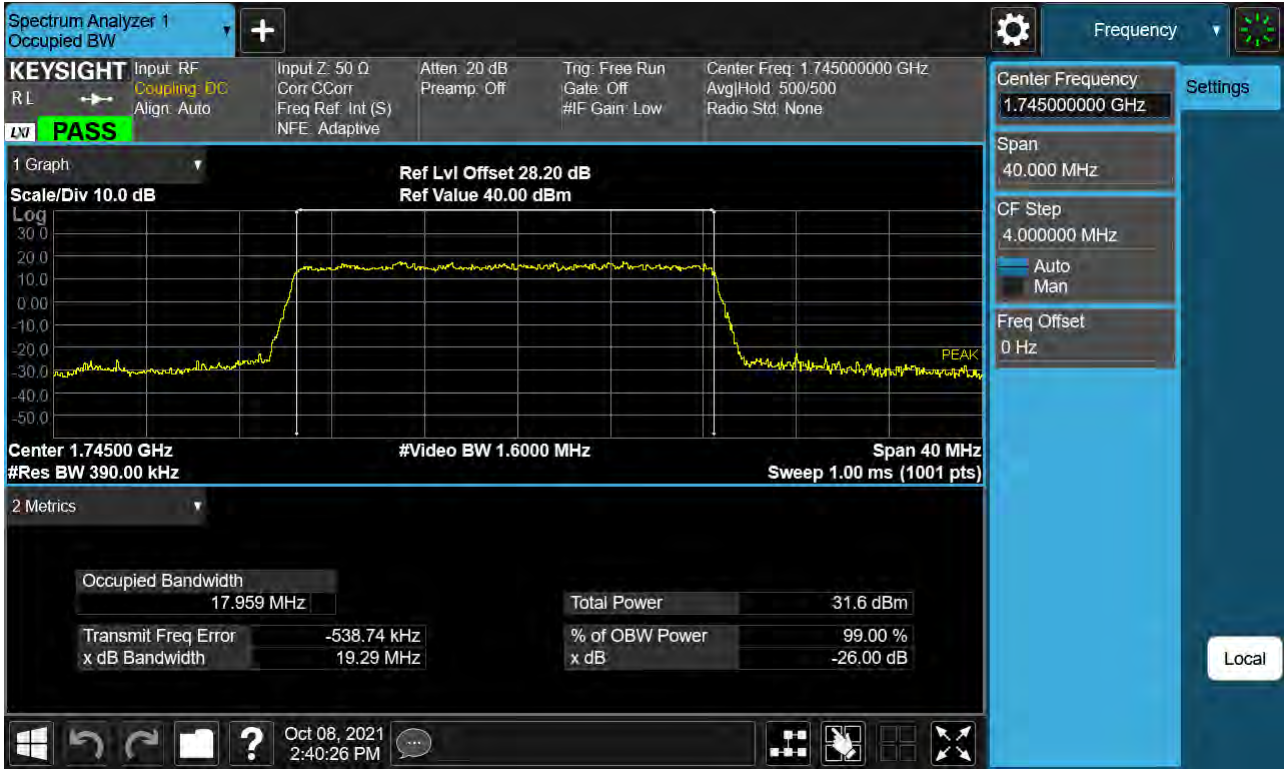 Spectrum Analyzer 1
Occupied BW
Frequency
KEYSIGHT
R L
LXI
PASS
Input: RF
Coupling: DC
Align: Auto
Input Z: 50 Ω
Corr CCorr
Freq Ref: Int (S)
NFE: Adaptive
Atten: 20 dB
Preamp: Off
Trig: Free Run
Gate: Off
#IF Gain: Low
Center Freq: 1.745000000 GHz
Avg|Hold: 500/500
Radio Std: None
1 Graph
Scale/Div 10.0 dB
Ref Lvl Offset 28.20 dB
Ref Value 40.00 dBm
Log
30.0
20.0
10.0
0.00
-10.0
-20.0
-30.0
-40.0
-50.0
PEAK
Center 1.74500 GHz
#Video BW 1.6000 MHz
Span 40 MHz
#Res BW 390.00 kHz
Sweep 1.00 ms (1001 pts)
2 Metrics
Occupied Bandwidth
17.959 MHz
Total Power 31.6 dBm
Transmit Freq Error -538.74 kHz
% of OBW Power 99.00 %
x dB Bandwidth 19.29 MHz
x dB -26.00 dB
Center Frequency
1.745000000 GHz
Settings
Span
40.000 MHz
CF Step
4.000000 MHz
Auto
Man
Freq Offset
0 Hz
Local
?
Oct 08, 2021
2:40:26 PM